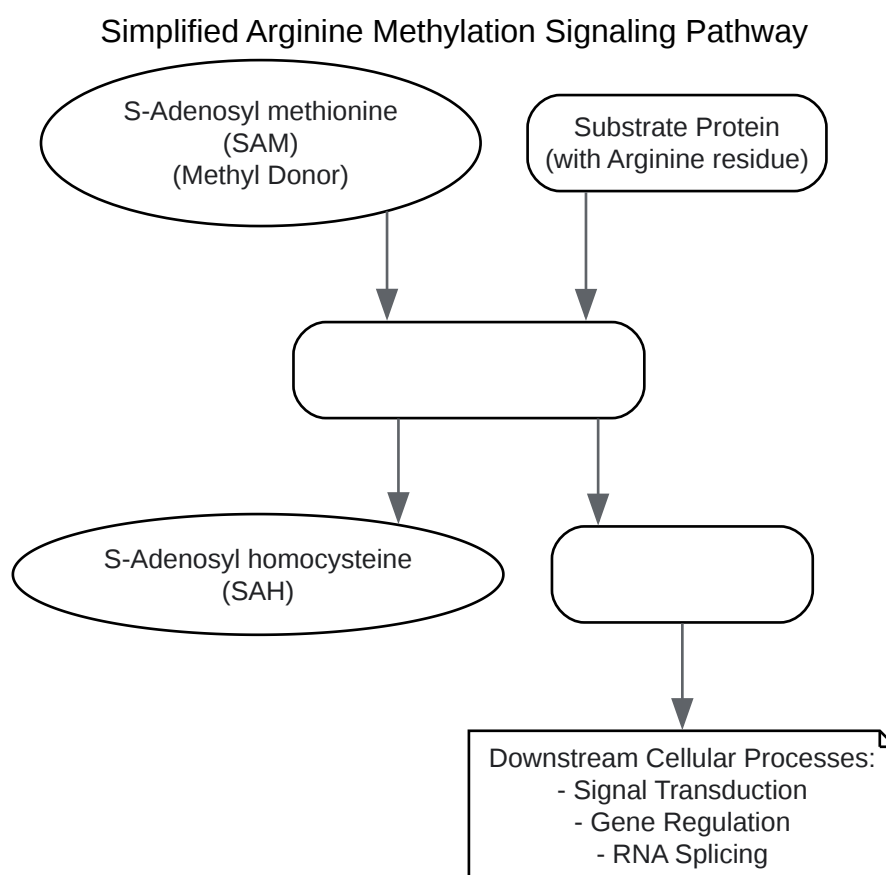 Simplified Arginine Methylation Signaling Pathway
S-Adenosyl methionine
(SAM)
(Methyl Donor)
Substrate Protein
(with Arginine residue)
S-Adenosyl homocysteine
(SAH)
Downstream Cellular Processes:
- Signal Transduction
- Gene Regulation
- RNA Splicing